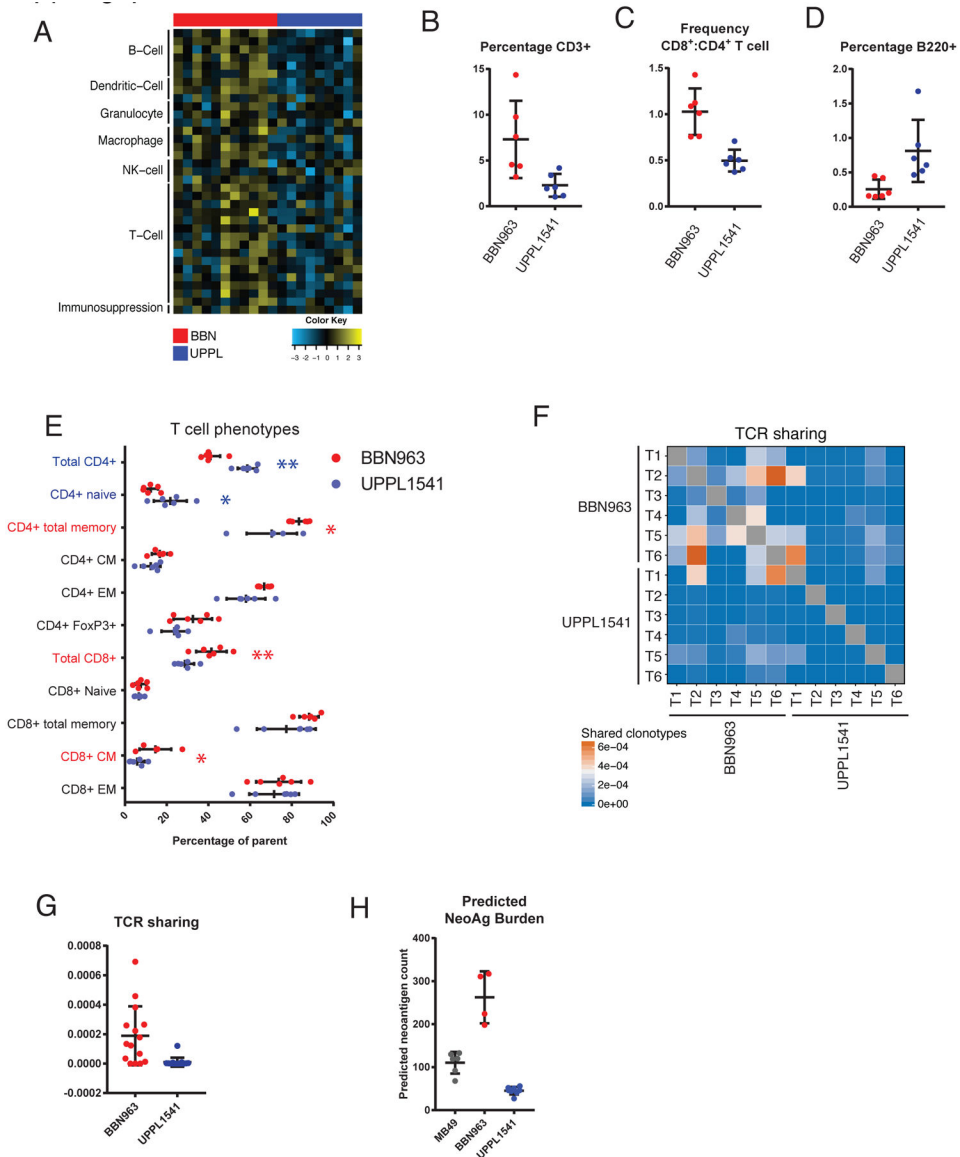 A
B-Cell
Dendritic-Cell
Granulocyte
Macrophage
NK-cell
T-Cell
Immunosuppression
BBN
UPPL
Color Key
-3 -2 -1 0 1 2 3
B
Percentage CD3+
15
10
5
0
BBN963
UPPL1541
C
Frequency
CD8+:CD4+ T cell
1.5
1.0
0.5
0.0
BBN963
UPPL1541
D
Percentage B220+
2.0
1.5
1.0
0.5
0.0
BBN963
UPPL1541
E
T cell phenotypes
BBN963
UPPL1541
Total CD4+
**
CD4+ naive
*
CD4+ total memory
*
CD4+ CM
CD4+ EM
CD4+ FoxP3+
Total CD8+
**
CD8+ Naive
CD8+ total memory
CD8+ CM
*
CD8+ EM
0 20 40 60 80 100
Percentage of parent
F
TCR sharing
BBN963
T1
T2
T3
T4
T5
T6
UPPL1541
T1
T2
T3
T4
T5
T6
T1 T2 T3 T4 T5 T6 T1 T2 T3 T4 T5 T6
BBN963
UPPL1541
Shared clonotypes
6e-04
4e-04
2e-04
0e+00
G
TCR sharing
0.0008
0.0006
0.0004
0.0002
0.0000
-0.0002
BBN963
UPPL1541
H
Predicted
NeoAg Burden
Predicted neoantigen count
400
300
200
100
0
MB49
BBN963
UPPL1541